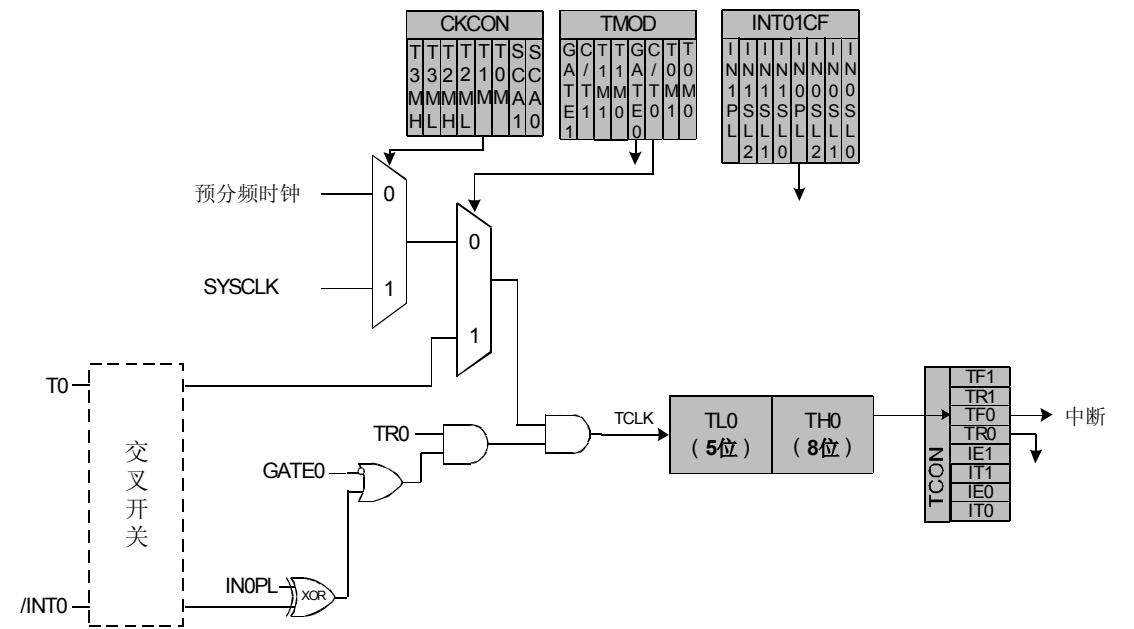 CKCON
T3MH T3ML T2MH T2ML T1M T0M SCA1 SCA0
TMOD
GATE1 C/T1 T1M1 T1M0 GATE0 C/T0 T0M1 T0M0
INT01CF
IN1PL IN1SL2 IN1SL1 IN1SL0 IN0PL IN0SL2 IN0SL1 IN0SL0
预分频时钟
0
SYSCLK
1
0
1
T0
交叉开关
/INT0
TR0
GATE0
IN0PL
XOR
TCLK
TL0
(5位)
TH0
(8位)
TCON
TF1
TR1
TF0
TR0
IE1
IT1
IE0
IT0
中断